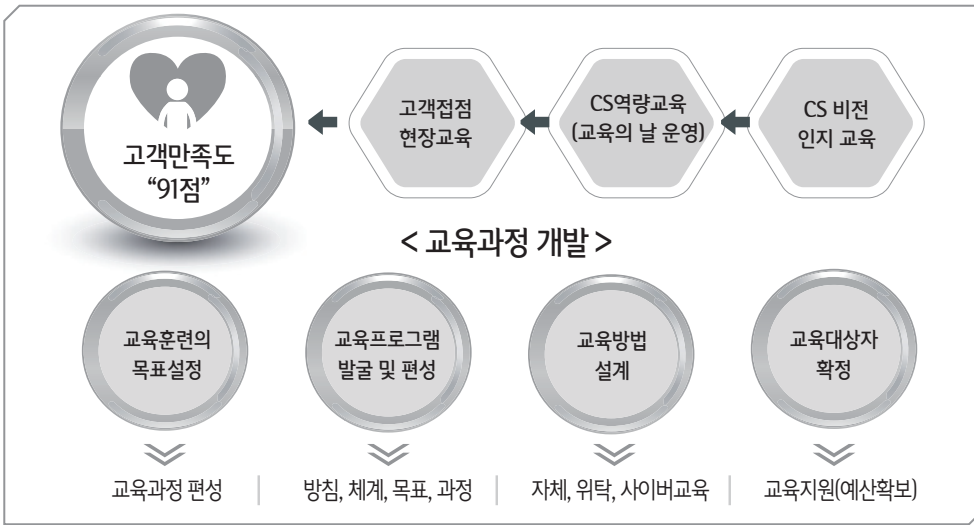 고객만족도
“91점”
고객접점
현장교육
CS역량교육
(교육의 날 운영)
CS 비전
인지 교육
< 교육과정 개발 >
교육훈련의
목표설정
교육프로그램
발굴 및 편성
교육방법
설계
교육대상자
확정
교육과정 편성
방침, 체계, 목표, 과정
자체, 위탁, 사이버교육
교육지원(예산확보)